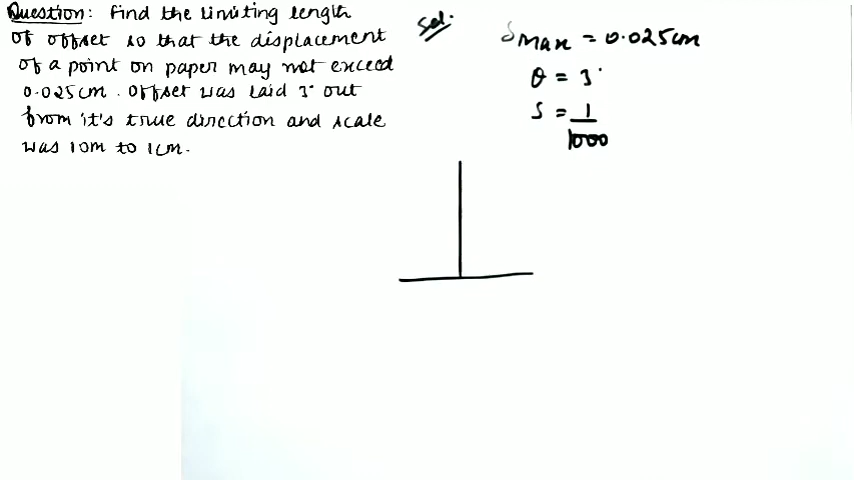 Question: Find the limiting length
of offset so that the displacement
of a point on paper may not exceed
0.025cm. Offset was laid 3° out
from it's true direction and scale
was 10m to 1cm.
Sol.
δmax = 0.025cm
θ = 3°
S = 1/1000